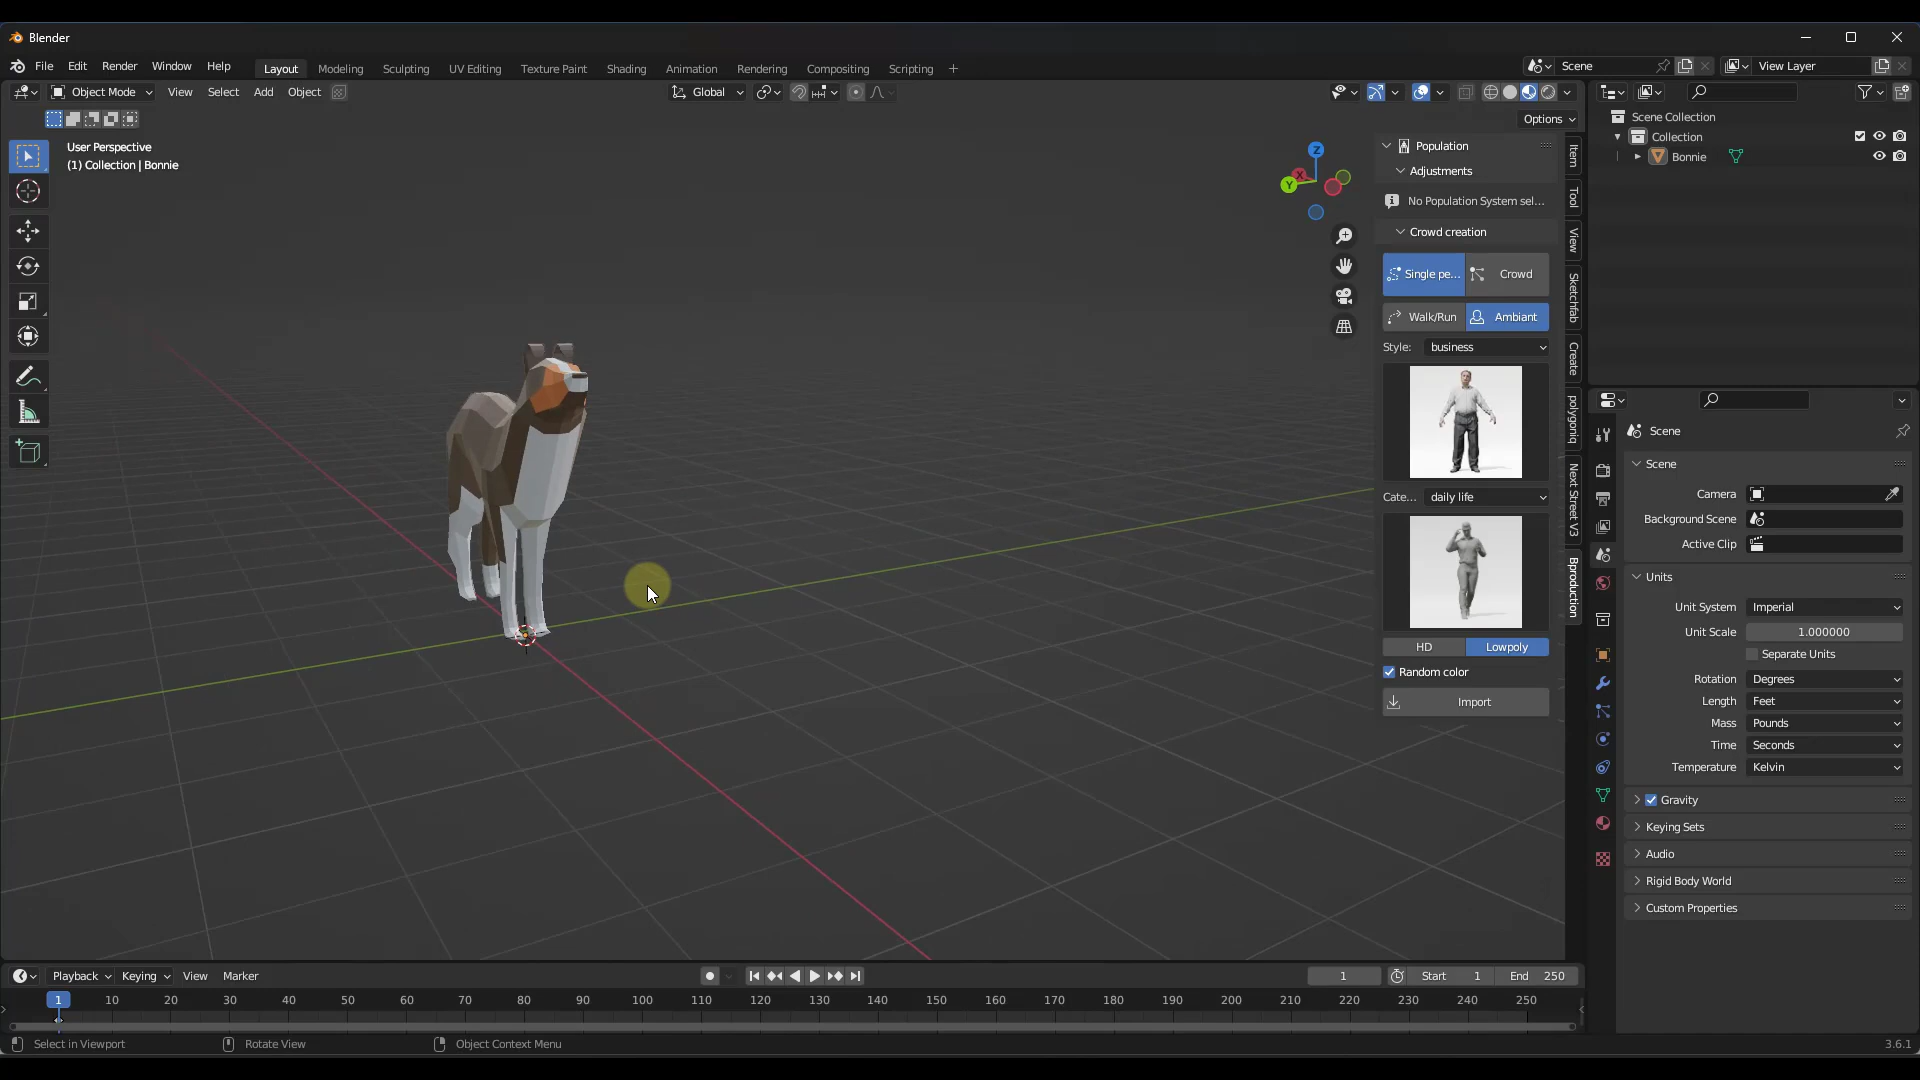 Blender
File Edit Render Window Help
Layout Modeling Sculpting UV Editing Texture Paint Shading Animation Rendering Compositing Scripting +
Scene
View Layer
Object Mode View Select Add Object
Global
Options
User Perspective
(1) Collection | Bonnie
Z
X
Y
Population
Adjustments
No Population System sel...
Crowd creation
Single pe... Crowd
Walk/Run Ambiant
Style: business
Cate... daily life
HD Lowpoly
Random color
Import
Item
Tool
View
Sketchfab
Create
polygoniq
Next Street V3
Bproduction
Scene Collection
Collection
Bonnie
Scene
Scene
Camera
Background Scene
Active Clip
Units
Unit System Imperial
Unit Scale 1.000000
Separate Units
Rotation Degrees
Length Feet
Mass Pounds
Time Seconds
Temperature Kelvin
Gravity
Keying Sets
Audio
Rigid Body World
Custom Properties
Playback Keying View Marker
1 Start 1 End 250
1 10 20 30 40 50 60 70 80 90 100 110 120 130 140 150 160 170 180 190 200 210 220 230 240 250
Select in Viewport Rotate View Object Context Menu
3.6.1